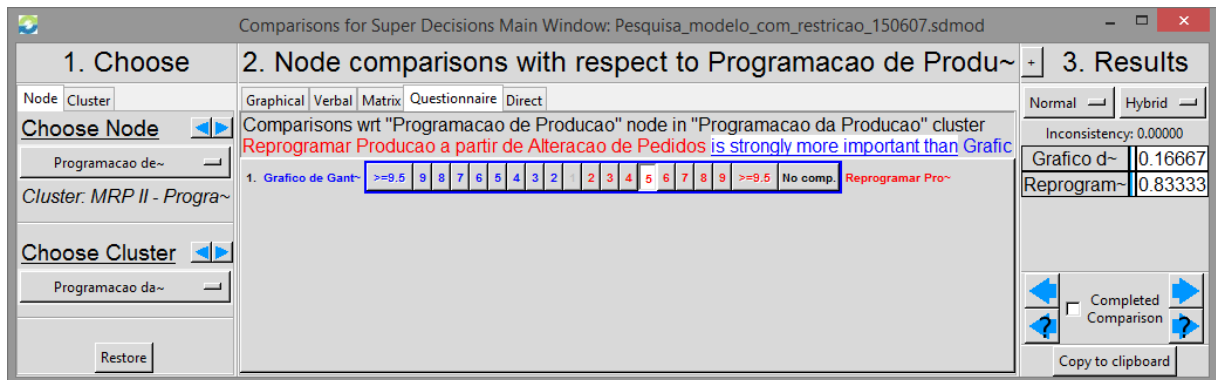 Comparisons for Super Decisions Main Window: Pesquisa_modelo_com_restricao_150607.sdmod
1. Choose
Node Cluster
Choose Node
Programacao de~
Cluster: MRP II - Progra~
Choose Cluster
Programacao da~
Restore
2. Node comparisons with respect to Programacao de Produ~
Graphical Verbal Matrix Questionnaire Direct
Comparisons wrt "Programacao de Producao" node in "Programacao da Producao" cluster
Reprogramar Producao a partir de Alteracao de Pedidos is strongly more important than Grafic
1. Grafico de Gant~ >=9.5 9 8 7 6 5 4 3 2 1 2 3 4 5 6 7 8 9 >=9.5 No comp. Reprogramar Pro~
+ 3. Results
Normal Hybrid
Inconsistency: 0.00000
Grafico d~ 0.16667
Reprogram~ 0.83333
Completed
Comparison
? ?
Copy to clipboard